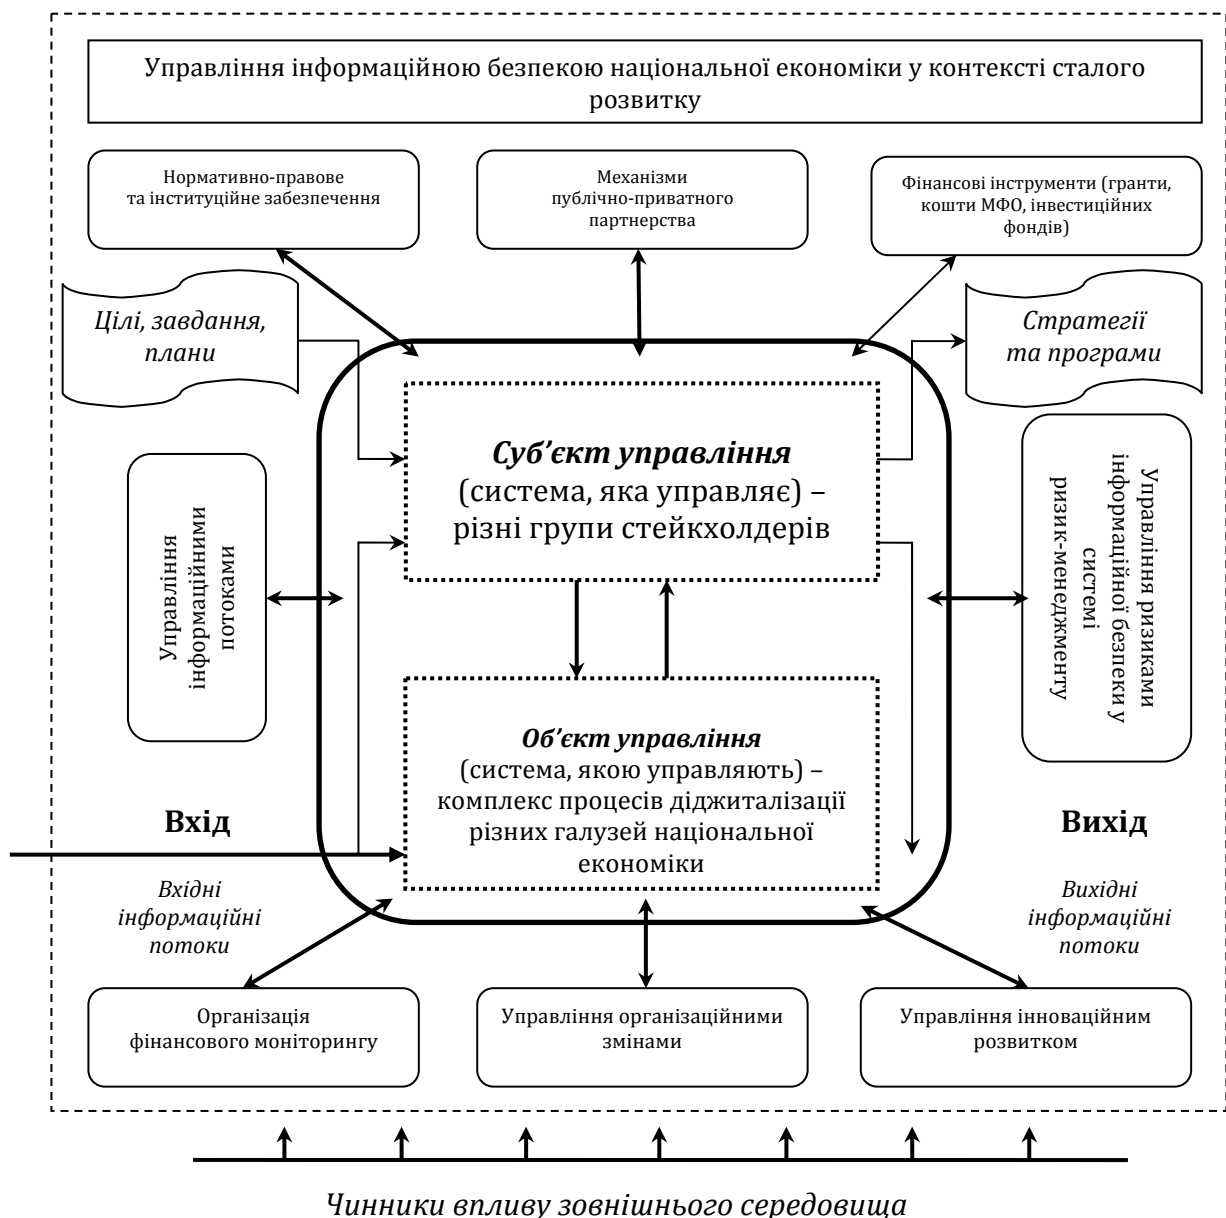 Управління інформаційною безпекою національної економіки у контексті сталого
розвитку
Нормативно-правове
та інституційне забезпечення
Механізми
публічно-приватного
партнерства
Фінансові інструменти (гранти,
кошти МФО, інвестиційних
фондів)
Цілі, завдання,
плани
Стратегії
та програми
Суб’єкт управління
(система, яка управляє) –
різні групи стейкхолдерів
Управління
інформаційними
потоками
Управління ризиками
інформаційної безпеки у
системі
ризик-менеджменту
Об’єкт управління
(система, якою управляють) –
комплекс процесів діджиталізації
різних галузей національної
економіки
Вхід
Вихід
Вхідні
інформаційні
потоки
Вихідні
інформаційні
потоки
Організація
фінансового моніторингу
Управління організаційними
змінами
Управління інноваційним
розвитком
Чинники впливу зовнішнього середовища